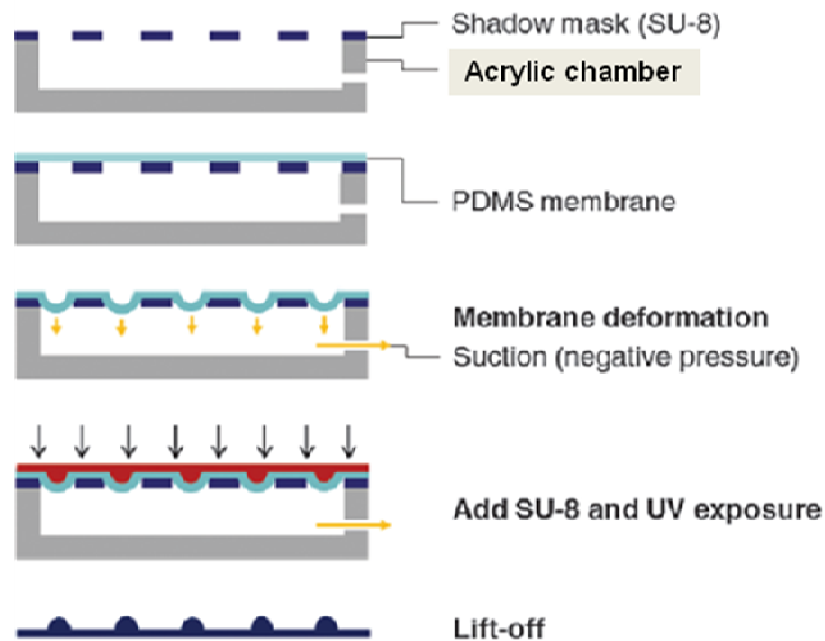 Shadow mask (SU-8)
Acrylic chamber
PDMS membrane
Membrane deformation
Suction (negative pressure)
Add SU-8 and UV exposure
Lift-off